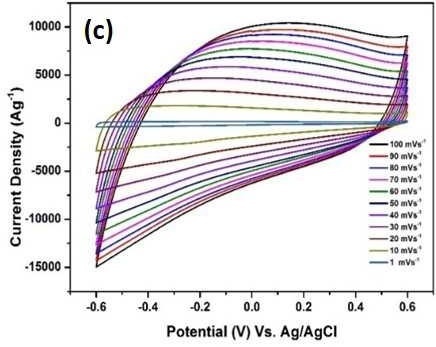 (c)
10000
5000
0
-5000
-10000
-15000
Current Density (Ag⁻¹)
100 mVs⁻¹
90 mVs⁻¹
80 mVs⁻¹
70 mVs⁻¹
60 mVs⁻¹
50 mVs⁻¹
40 mVs⁻¹
30 mVs⁻¹
20 mVs⁻¹
10 mVs⁻¹
1 mVs⁻¹
-0.6 -0.4 -0.2 0.0 0.2 0.4 0.6
Potential (V) Vs. Ag/AgCl